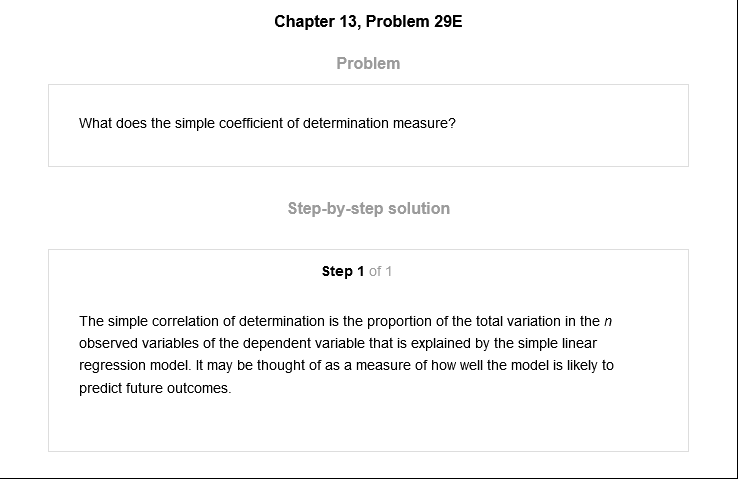 Chapter 13, Problem 29E
Problem
What does the simple coefficient of determination measure?
Step-by-step solution
Step 1 of 1
The simple correlation of determination is the proportion of the total variation in the n
observed variables of the dependent variable that is explained by the simple linear
regression model. It may be thought of as a measure of how well the model is likely to
predict future outcomes.